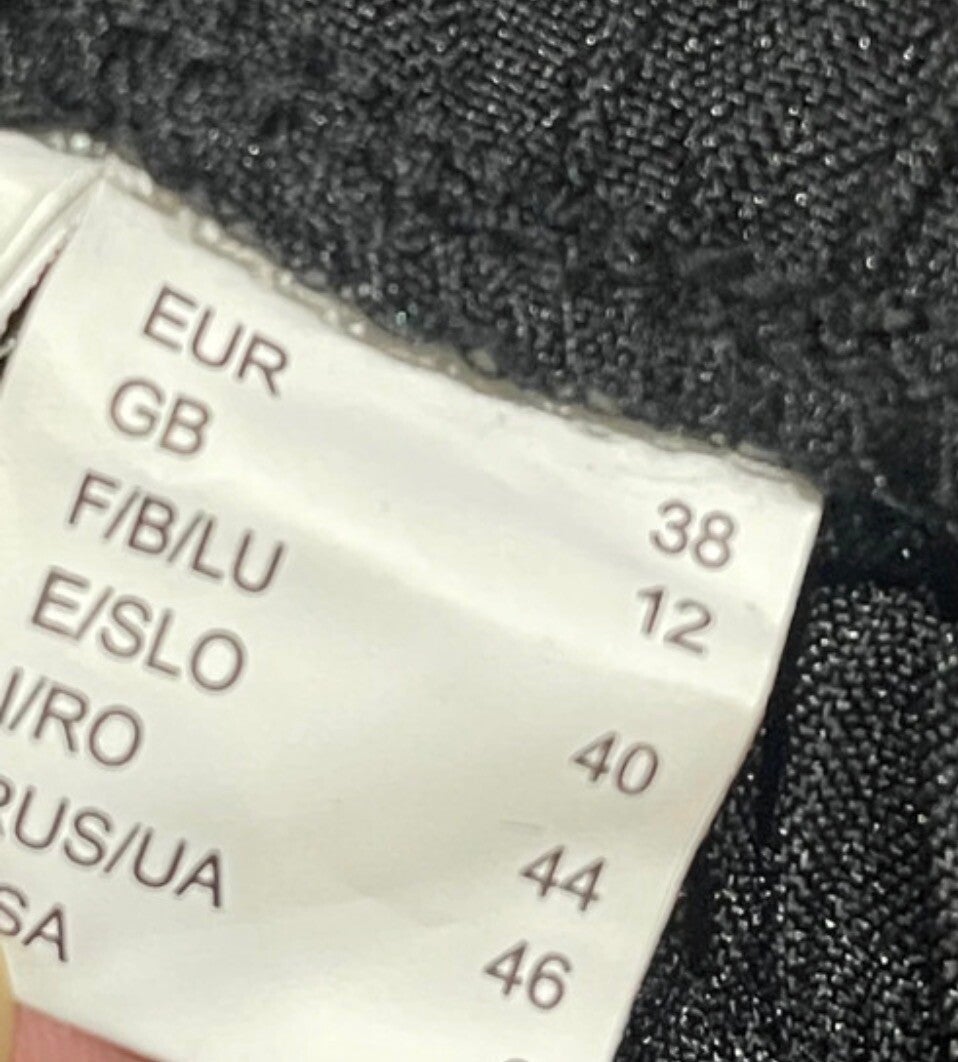 EUR 38
GB 12
F/B/LU
E/SLO 40
I/RO 44
RUS/UA 46
SA